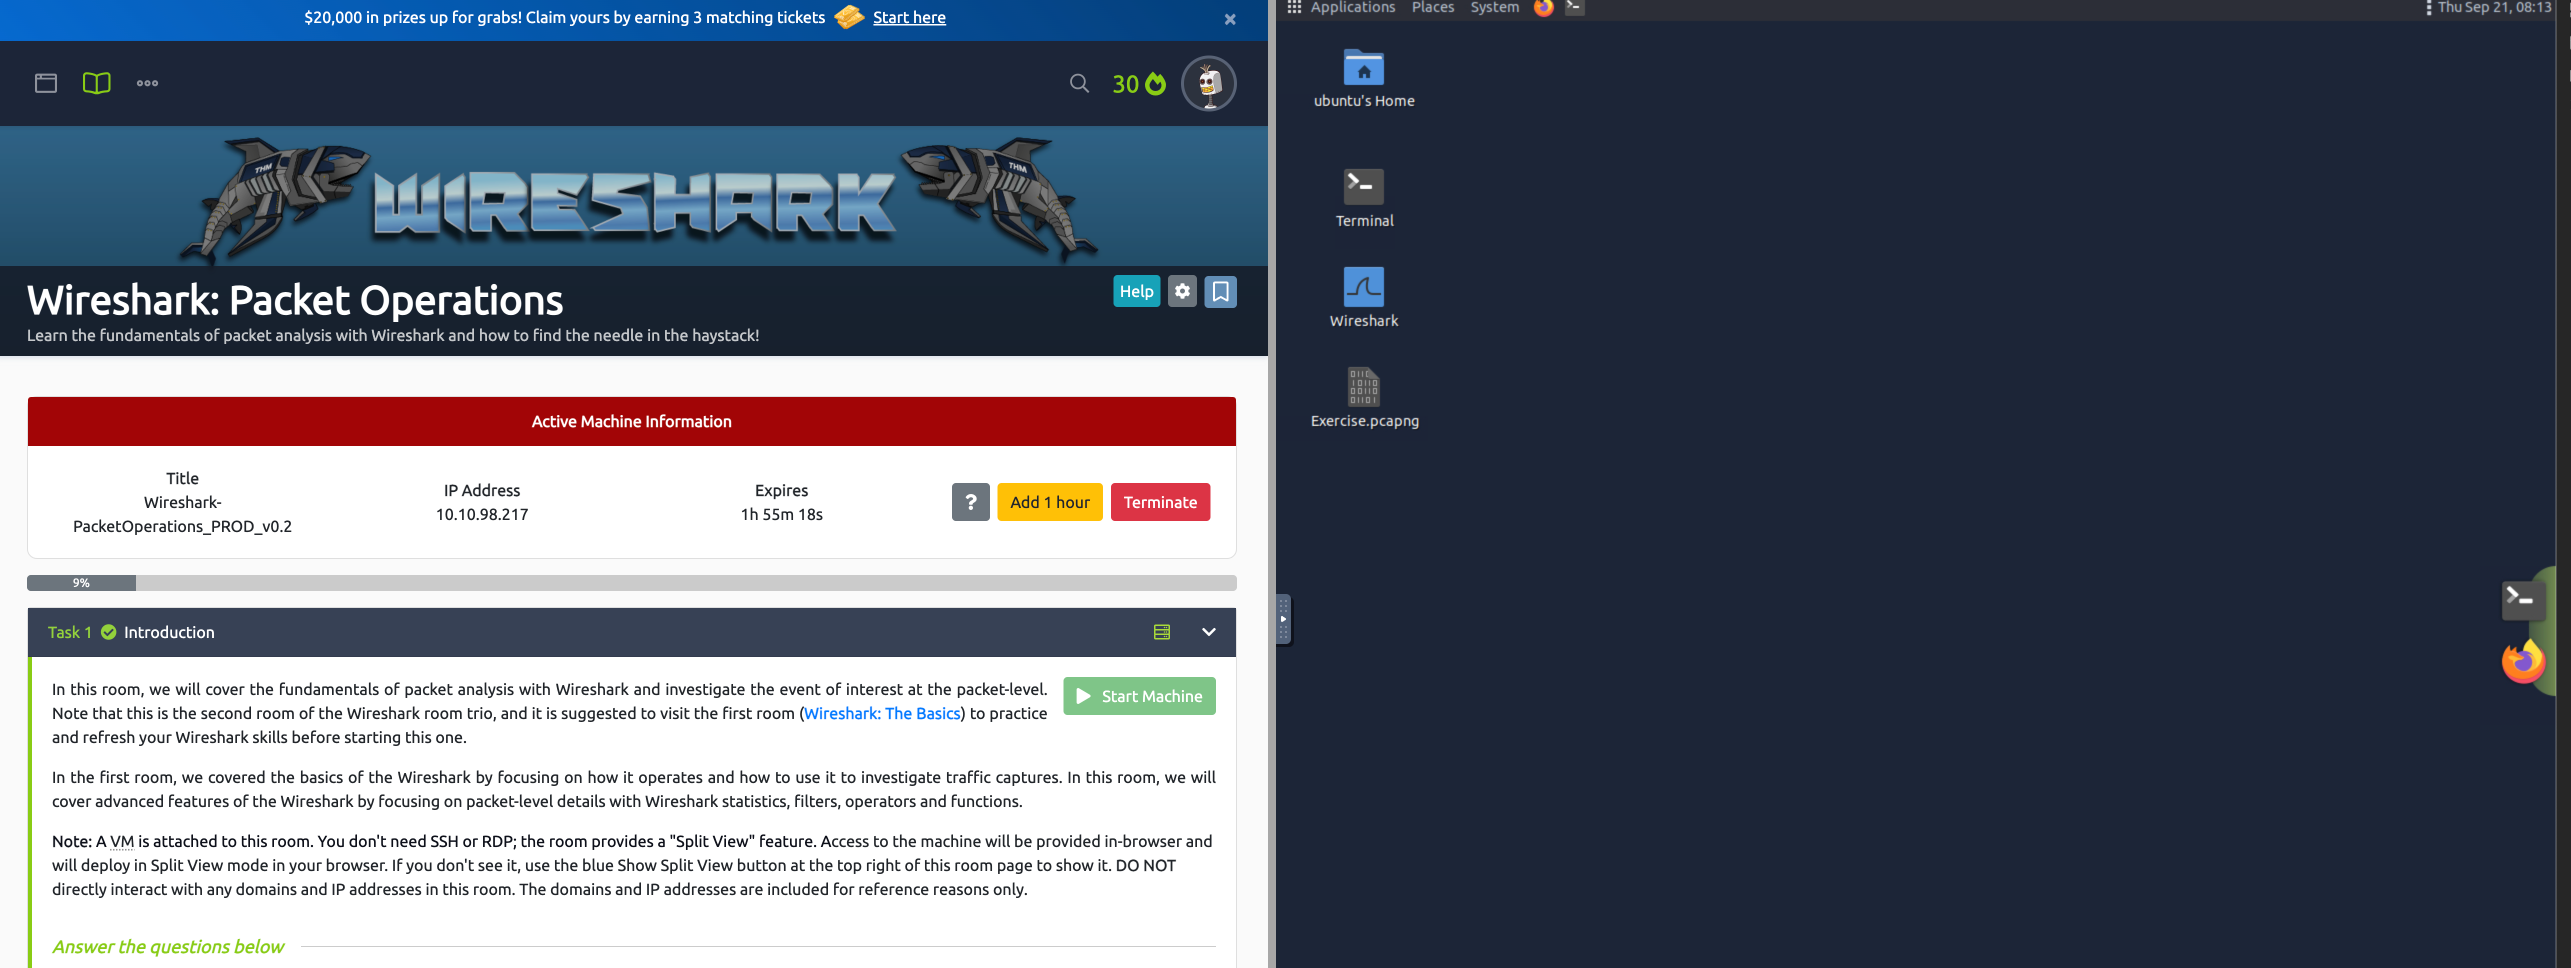 $20,000 in prizes up for grabs! Claim yours by earning 3 matching tickets Start here
30
THM
WIRESHARK
THM
Wireshark: Packet Operations
Help
Learn the fundamentals of packet analysis with Wireshark and how to find the needle in the haystack!
Active Machine Information
Title
Wireshark-
PacketOperations_PROD_v0.2
IP Address
10.10.98.217
Expires
1h 55m 18s
?
Add 1 hour
Terminate
9%
Task 1 Introduction
Start Machine
In this room, we will cover the fundamentals of packet analysis with Wireshark and investigate the event of interest at the packet-level.
Note that this is the second room of the Wireshark room trio, and it is suggested to visit the first room (Wireshark: The Basics) to practice
and refresh your Wireshark skills before starting this one.
In the first room, we covered the basics of the Wireshark by focusing on how it operates and how to use it to investigate traffic captures. In this room, we will
cover advanced features of the Wireshark by focusing on packet-level details with Wireshark statistics, filters, operators and functions.
Note: A VM is attached to this room. You don't need SSH or RDP; the room provides a "Split View" feature. Access to the machine will be provided in-browser and
will deploy in Split View mode in your browser. If you don't see it, use the blue Show Split View button at the top right of this room page to show it. DO NOT
directly interact with any domains and IP addresses in this room. The domains and IP addresses are included for reference reasons only.
Answer the questions below
Applications Places System
Thu Sep 21, 08:13
ubuntu's Home
Terminal
Wireshark
Exercise.pcapng